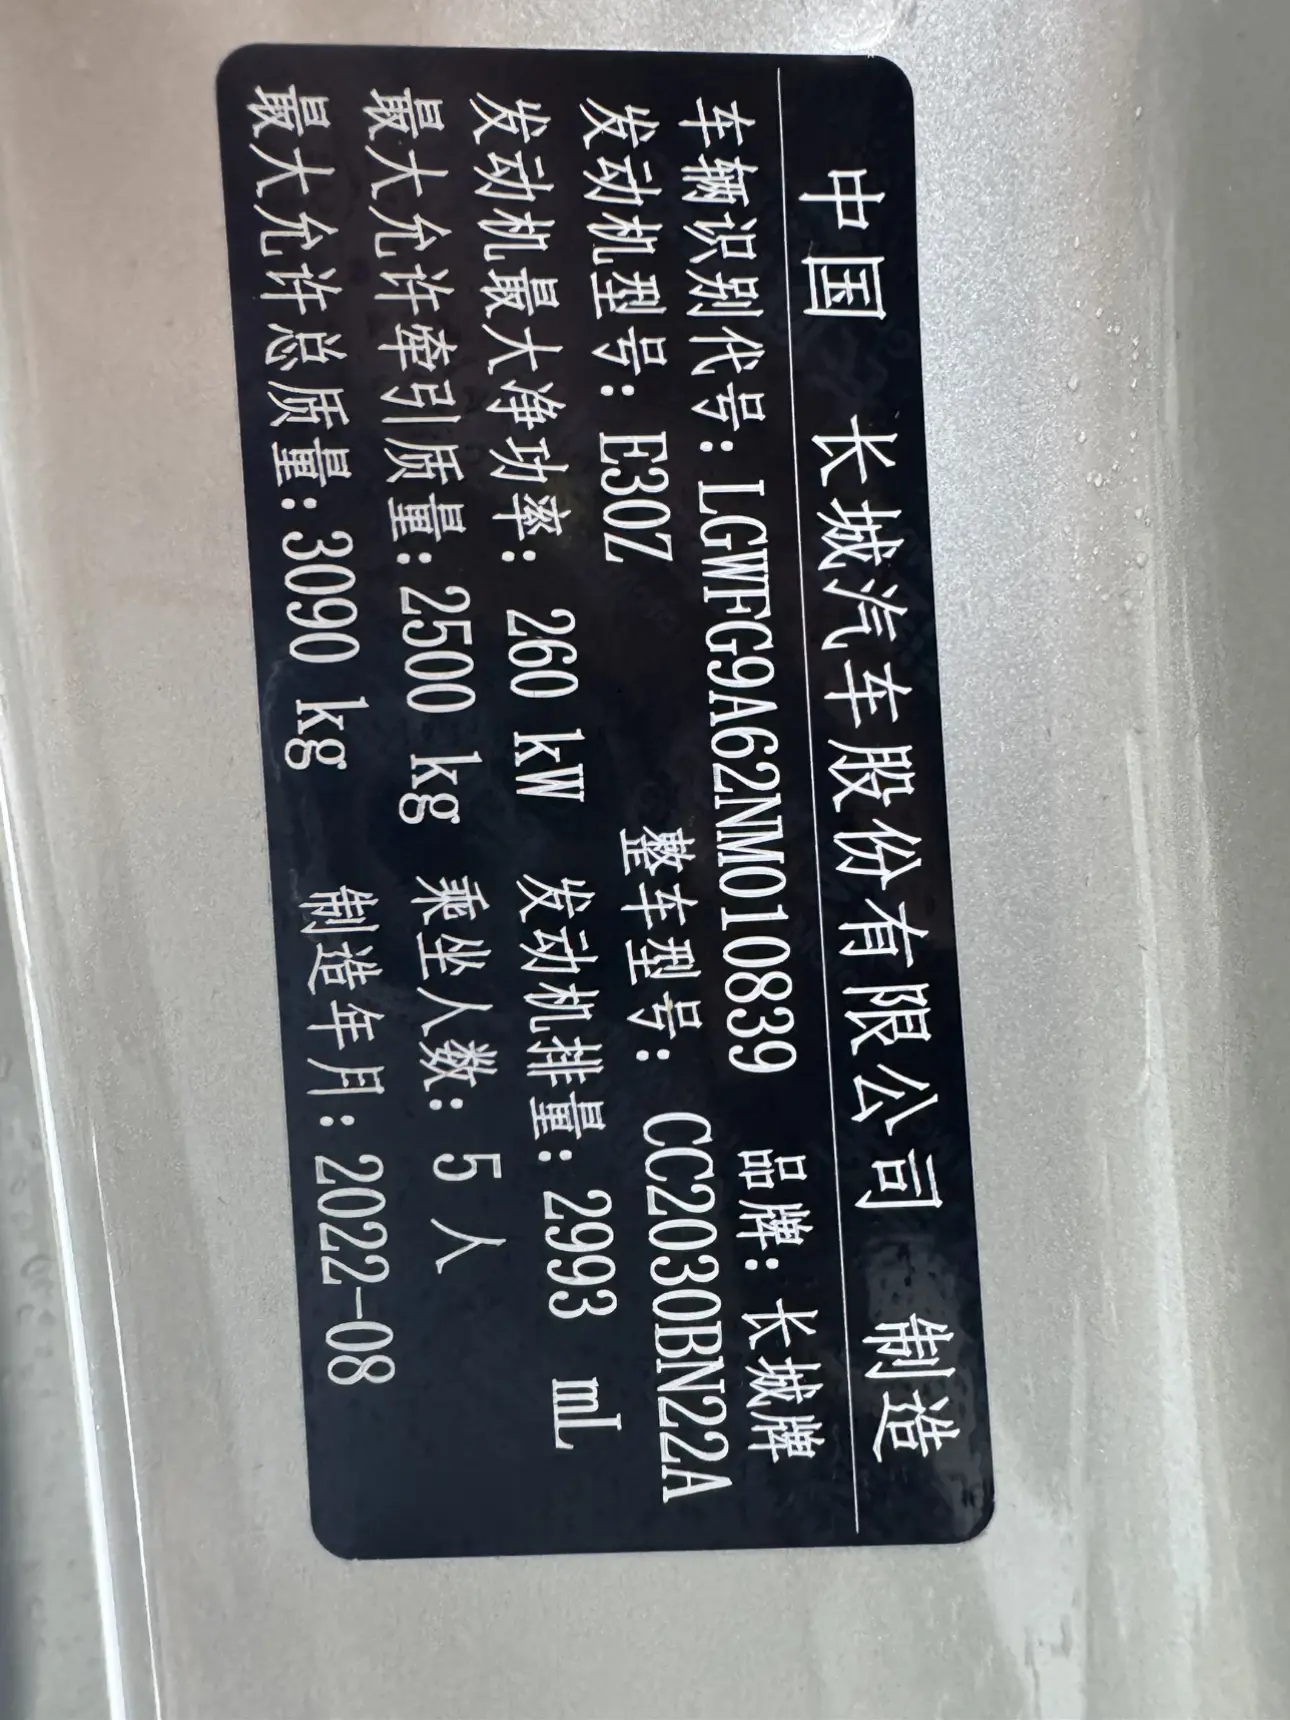 中国 长城汽车股份有限公司 制造
车辆识别代号:LGWFG9A62NM010839 品牌:长城牌
发动机型号:E30Z 整车型号:CC2030BN22A
发动机最大净功率:260 kW 发动机排量:2993 mL
最大允许牵引质量:2500 kg 乘坐人数:5 人
最大允许总质量:3090 kg 制造年月:2022-08